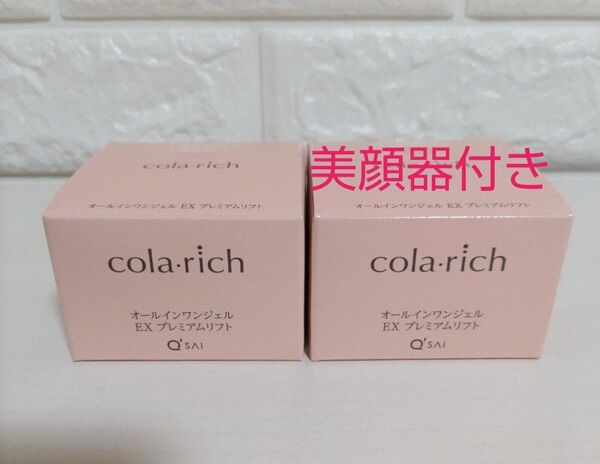 cola·rich
オールインワンジェル EX プレミアムリフト
cola·rich
オールインワンジェル
EX プレミアムリフト
Q'SAI
美顔器付き
オールインワンジェル EX プレミアムリフト
cola·rich
オールインワンジェル
EX プレミアムリフト
Q'SAI